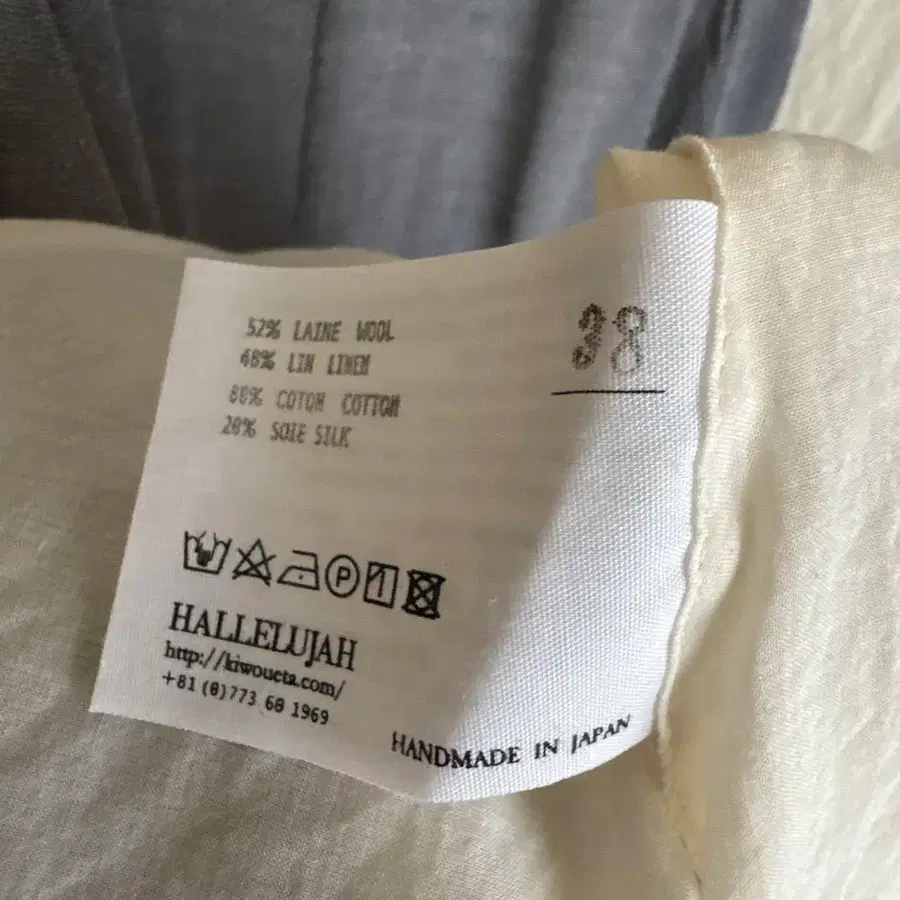 38
52% LAINE WOOL
48% LIN LINEN
80% COTON COTTON
20% SOIE SILK
P
HALLELUJAH
http://kiwoueta.com/
+81(0)773 60 1969
HANDMADE IN JAPAN